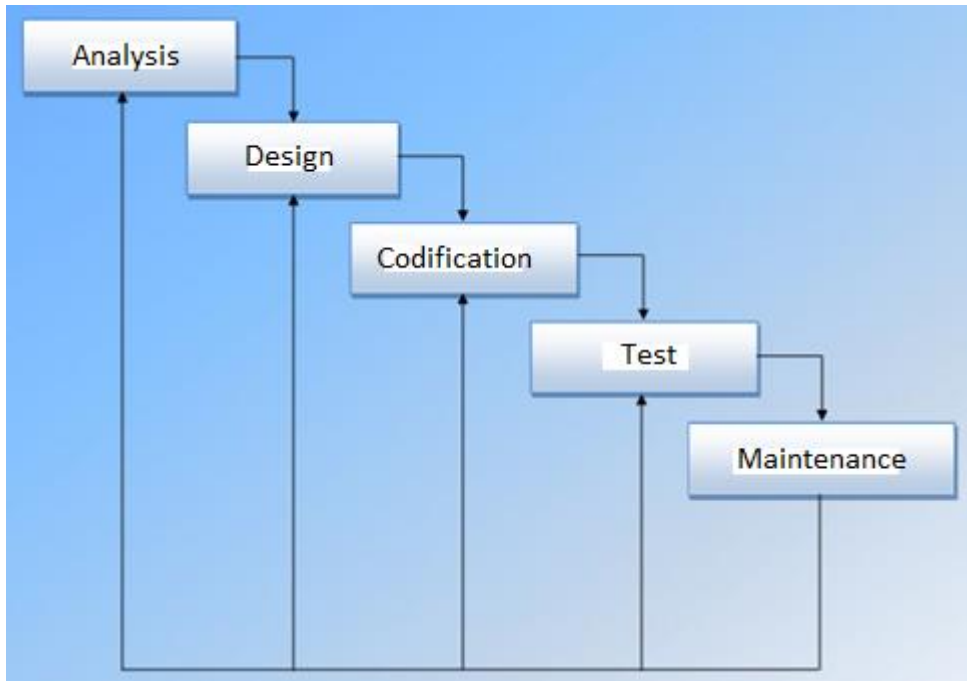 Analysis
Design
Codification
Test
Maintenance